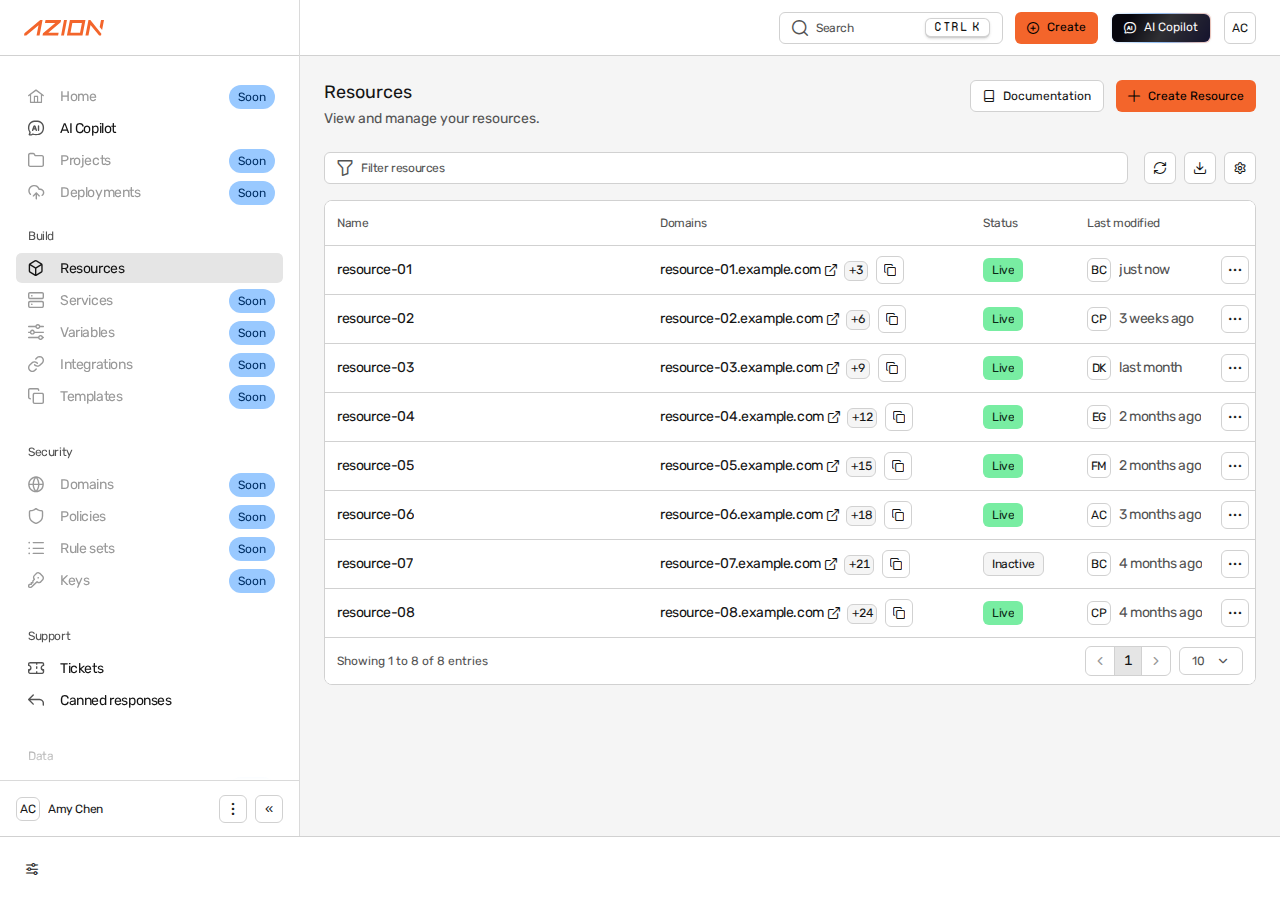 AZION
Search
CTRL K
Create
AI Copilot
AC
Home
Soon
AI Copilot
Projects
Soon
Deployments
Soon
Build
Resources
Services
Soon
Variables
Soon
Integrations
Soon
Templates
Soon
Security
Domains
Soon
Policies
Soon
Rule sets
Soon
Keys
Soon
Support
Tickets
Canned responses
Data
AC
Amy Chen
Resources
View and manage your resources.
Documentation
Create Resource
Filter resources
Name Domains Status Last modified
resource-01 resource-01.example.com +3 Live BC just now
resource-02 resource-02.example.com +6 Live CP 3 weeks ago
resource-03 resource-03.example.com +9 Live DK last month
resource-04 resource-04.example.com +12 Live EG 2 months ago
resource-05 resource-05.example.com +15 Live FM 2 months ago
resource-06 resource-06.example.com +18 Live AC 3 months ago
resource-07 resource-07.example.com +21 Inactive BC 4 months ago
resource-08 resource-08.example.com +24 Live CP 4 months ago
Showing 1 to 8 of 8 entries
1
10